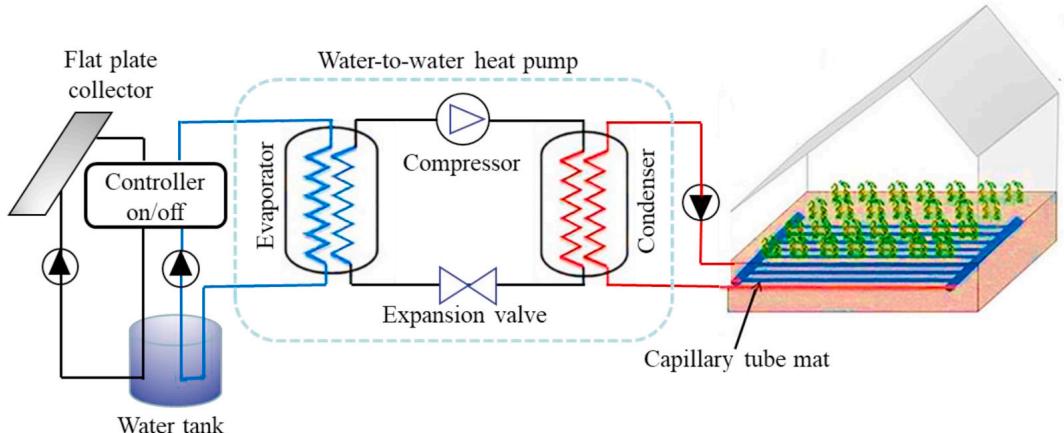 Flat plate
collector
Water-to-water heat pump
Controller
on/off
Evaporator
Compressor
Condenser
Expansion valve
Capillary tube mat
Water tank